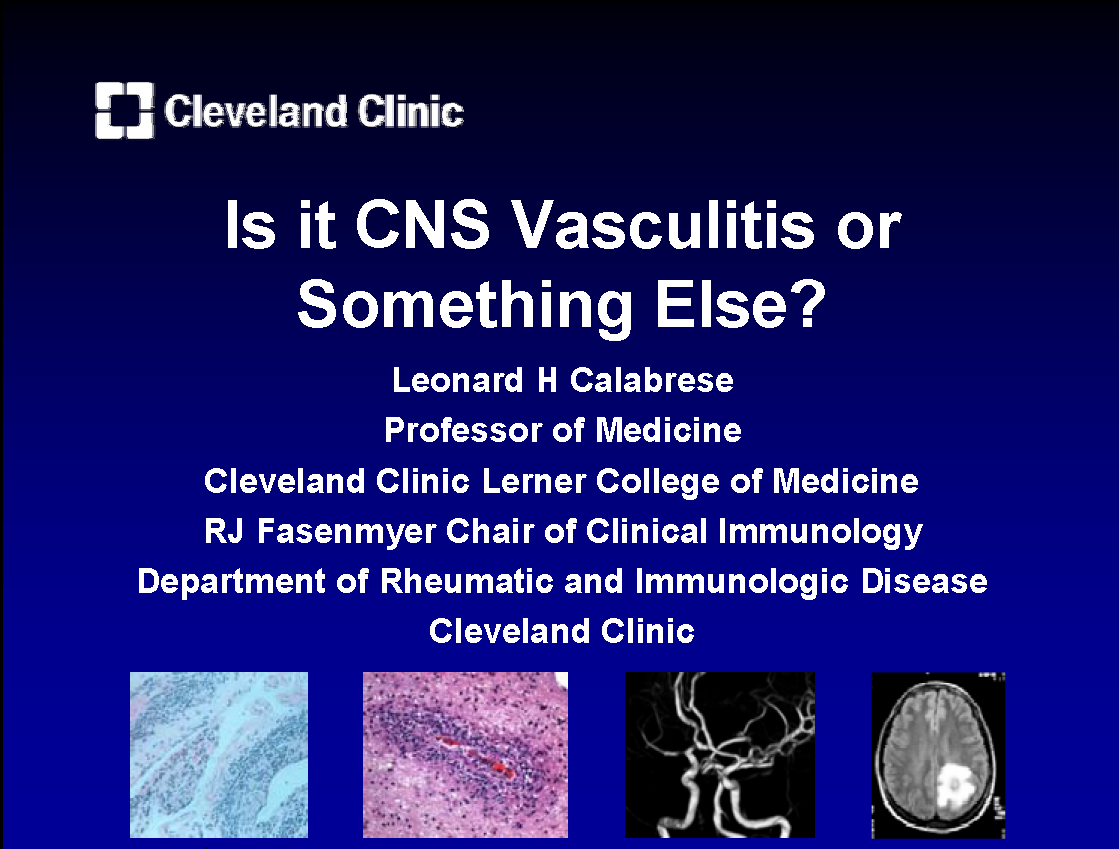 Cleveland Clinic
Is it CNS Vasculitis or
Something Else?
Leonard H Calabrese
Professor of Medicine
Cleveland Clinic Lerner College of Medicine
RJ Fasenmyer Chair of Clinical Immunology
Department of Rheumatic and Immunologic Disease
Cleveland Clinic